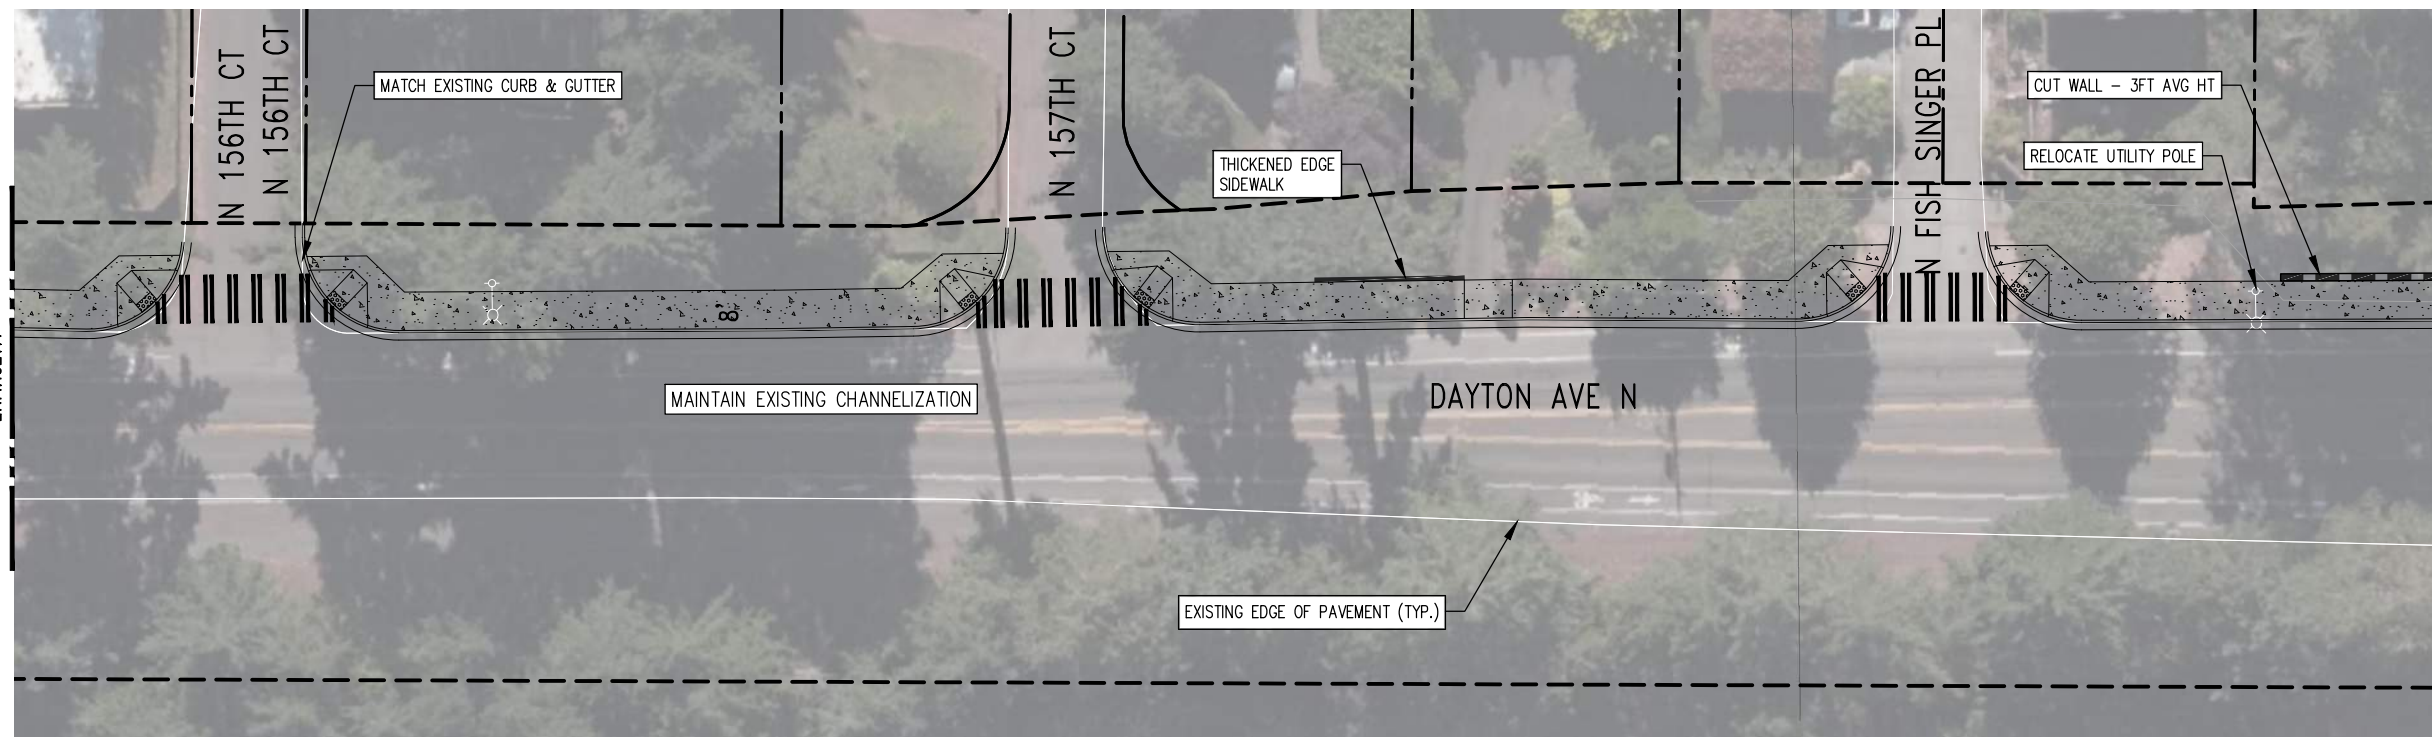 N 156TH CT
N 156TH CT
MATCH EXISTING CURB & GUTTER
N 157TH CT
THICKENED EDGE
SIDEWALK
N FISH SINGER PL
CUT WALL - 3FT AVG HT
RELOCATE UTILITY POLE
8'
MAINTAIN EXISTING CHANNELIZATION
DAYTON AVE N
EXISTING EDGE OF PAVEMENT (TYP.)